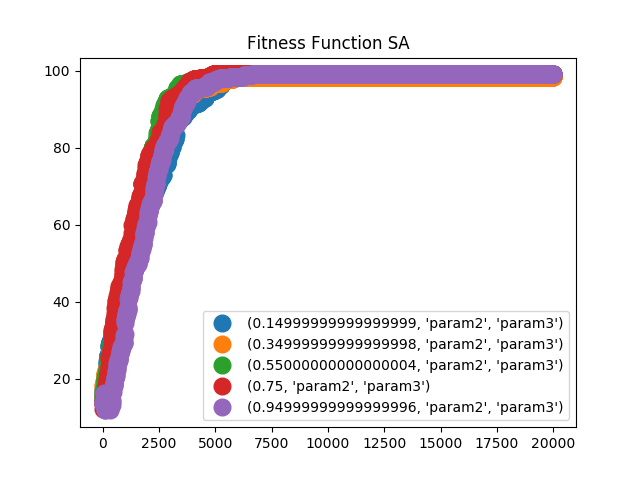 Fitness Function SA
100
80
60
40
20
(0.14999999999999999, 'param2', 'param3')
(0.34999999999999998, 'param2', 'param3')
(0.55000000000000004, 'param2', 'param3')
(0.75, 'param2', 'param3')
(0.94999999999999996, 'param2', 'param3')
0 2500 5000 7500 10000 12500 15000 17500 20000